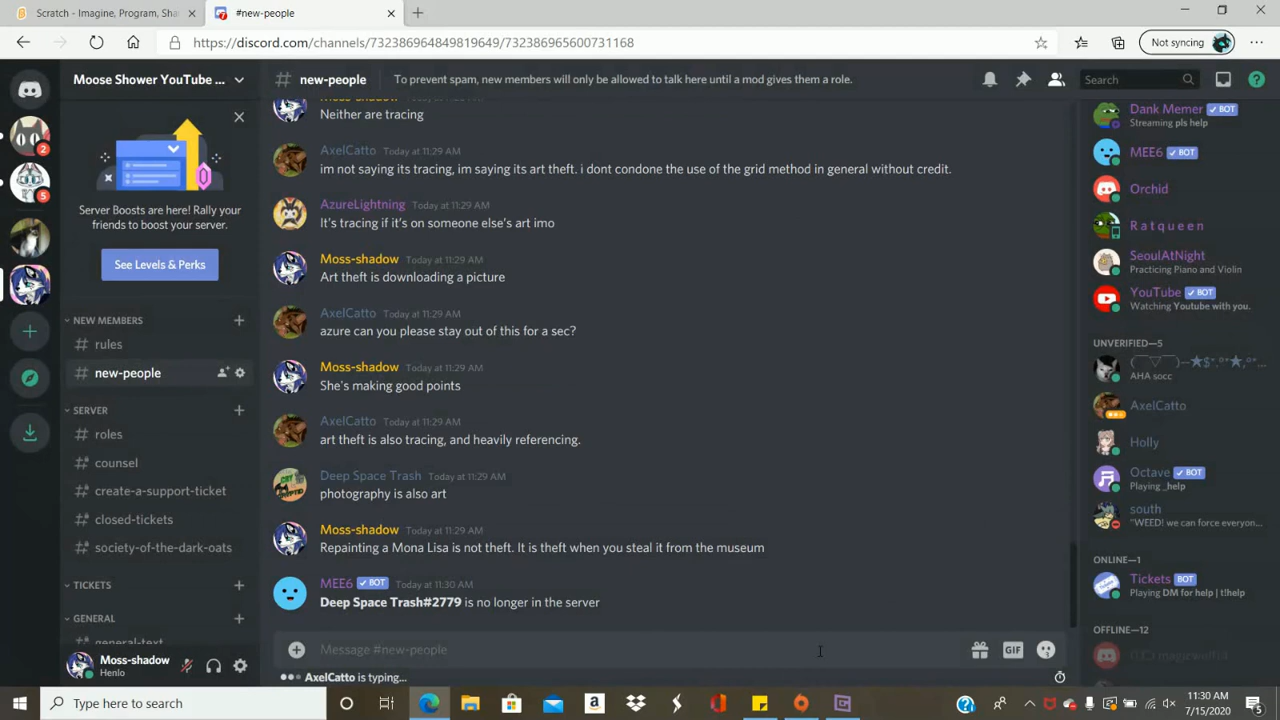 Scratch - Imagine, Program, Sha
#new-people
https://discord.com/channels/732386964849819649/732386965600731168
Not syncing
Moose Shower YouTube ...
new-people
To prevent spam, new members will only be allowed to talk here until a mod gives them a role.
Search
2
5
Server Boosts are here! Rally your
friends to boost your server.
See Levels & Perks
NEW MEMBERS
rules
new-people
SERVER
roles
counsel
create-a-support-ticket
closed-tickets
society-of-the-dark-oats
TICKETS
GENERAL
general-text
Moss-shadow
Henlo
Moss-shadow Today at 11:29 AM
Neither are tracing
AxelCatto Today at 11:29 AM
im not saying its tracing, im saying its art theft. i dont condone the use of the grid method in general without credit.
AzureLightning Today at 11:29 AM
It's tracing if it's on someone else's art imo
Moss-shadow Today at 11:29 AM
Art theft is downloading a picture
AxelCatto Today at 11:29 AM
azure can you please stay out of this for a sec?
Moss-shadow Today at 11:29 AM
She's making good points
AxelCatto Today at 11:29 AM
art theft is also tracing, and heavily referencing.
Deep Space Trash Today at 11:29 AM
photography is also art
Moss-shadow Today at 11:29 AM
Repainting a Mona Lisa is not theft. It is theft when you steal it from the museum
MEE6 BOT Today at 11:30 AM
Deep Space Trash#2779 is no longer in the server
Message #new-people
GIF
AxelCatto is typing...
Dank Memer BOT
Streaming pls help
MEE6 BOT
Orchid
R a t q u e e n
SeoulAtNight
Practicing Piano and Violin
YouTube BOT
Watching Youtube with you.
UNVERIFIED—5
AHA socc
AxelCatto
Holly
Octave BOT
Playing _help
south
"WEED! we can force everyon...
ONLINE—1
Tickets BOT
Playing DM for help | t!help
OFFLINE—12
Type here to search
11:30 AM
7/15/2020
5